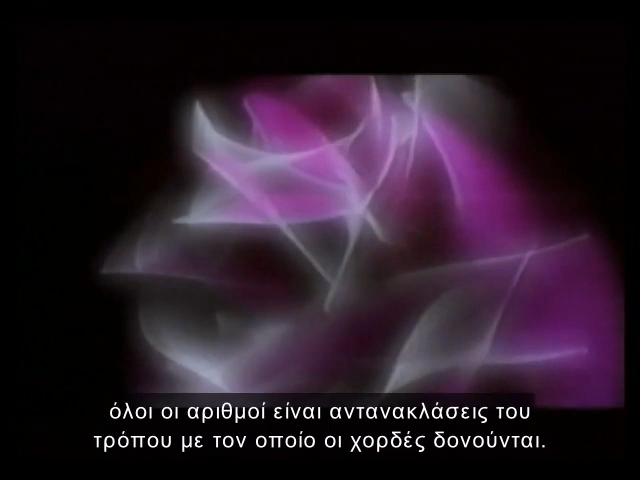 όλοι οι αριθμοί είναι αντανακλάσεις του
τρόπου με τον οποίο οι χορδές δονούνται.